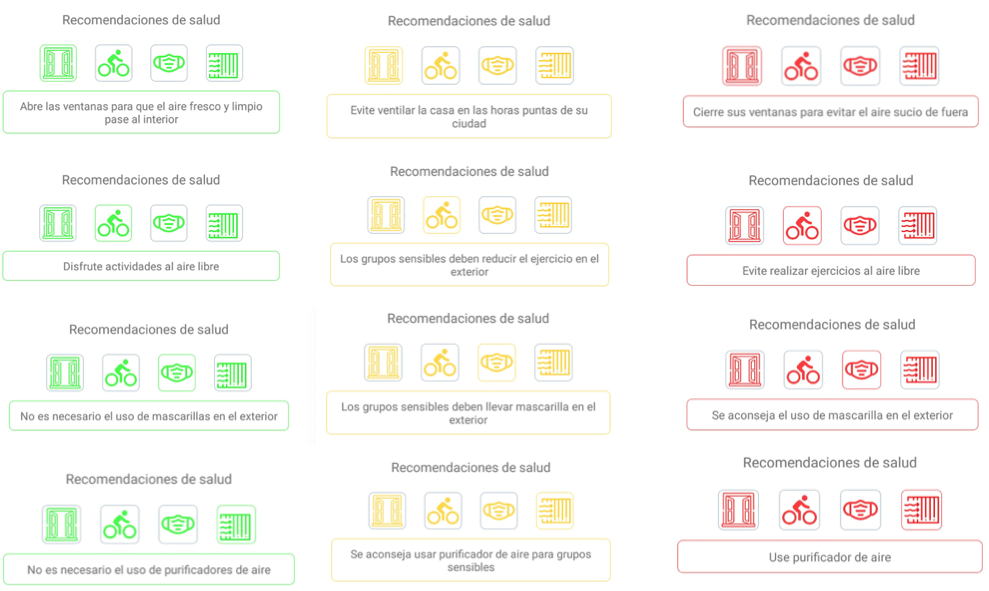 Recomendaciones de salud
Abre las ventanas para que el aire fresco y limpio
pase al interior
Recomendaciones de salud
Evite ventilar la casa en las horas puntas de su
ciudad
Recomendaciones de salud
Cierre sus ventanas para evitar el aire sucio de fuera
Recomendaciones de salud
Disfrute actividades al aire libre
Recomendaciones de salud
Los grupos sensibles deben reducir el ejercicio en el
exterior
Recomendaciones de salud
Evite realizar ejercicios al aire libre
Recomendaciones de salud
No es necesario el uso de mascarillas en el exterior
Recomendaciones de salud
Los grupos sensibles deben llevar mascarilla en el
exterior
Recomendaciones de salud
Se aconseja el uso de mascarilla en el exterior
Recomendaciones de salud
No es necesario el uso de purificadores de aire
Recomendaciones de salud
Se aconseja usar purificador de aire para grupos
sensibles
Recomendaciones de salud
Use purificador de aire